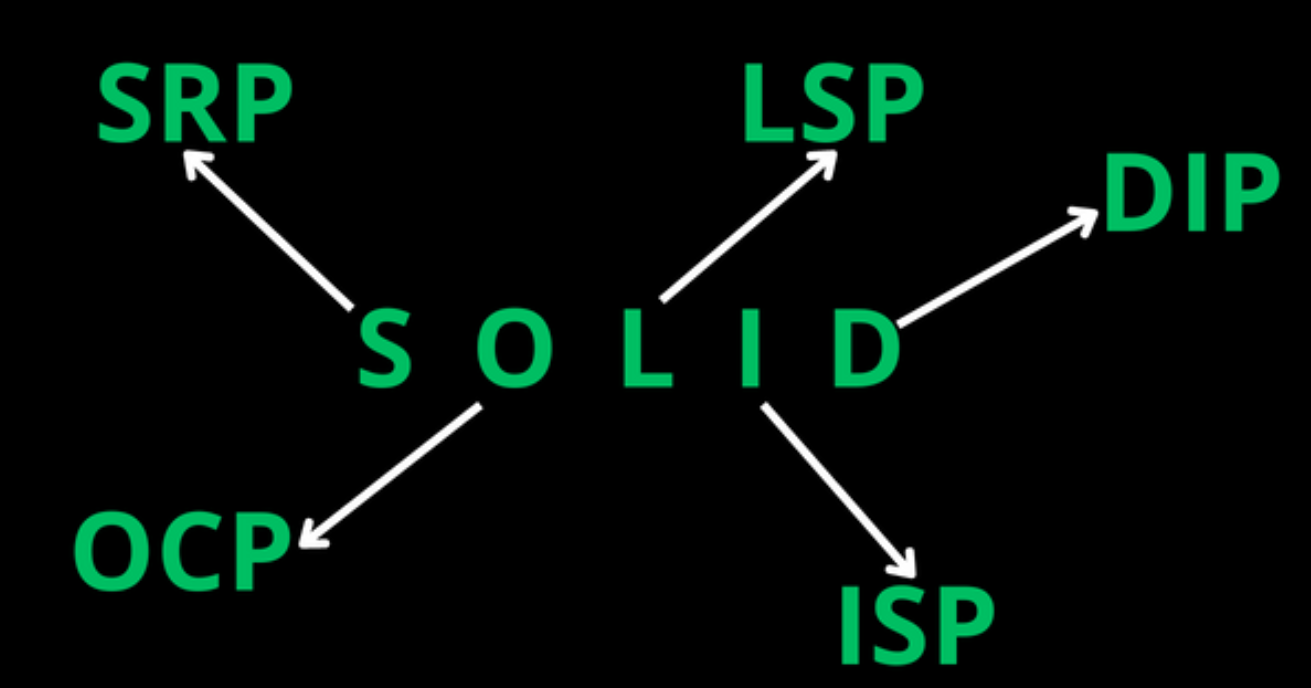 SRP
LSP
DIP
S O L I D
OCP
ISP